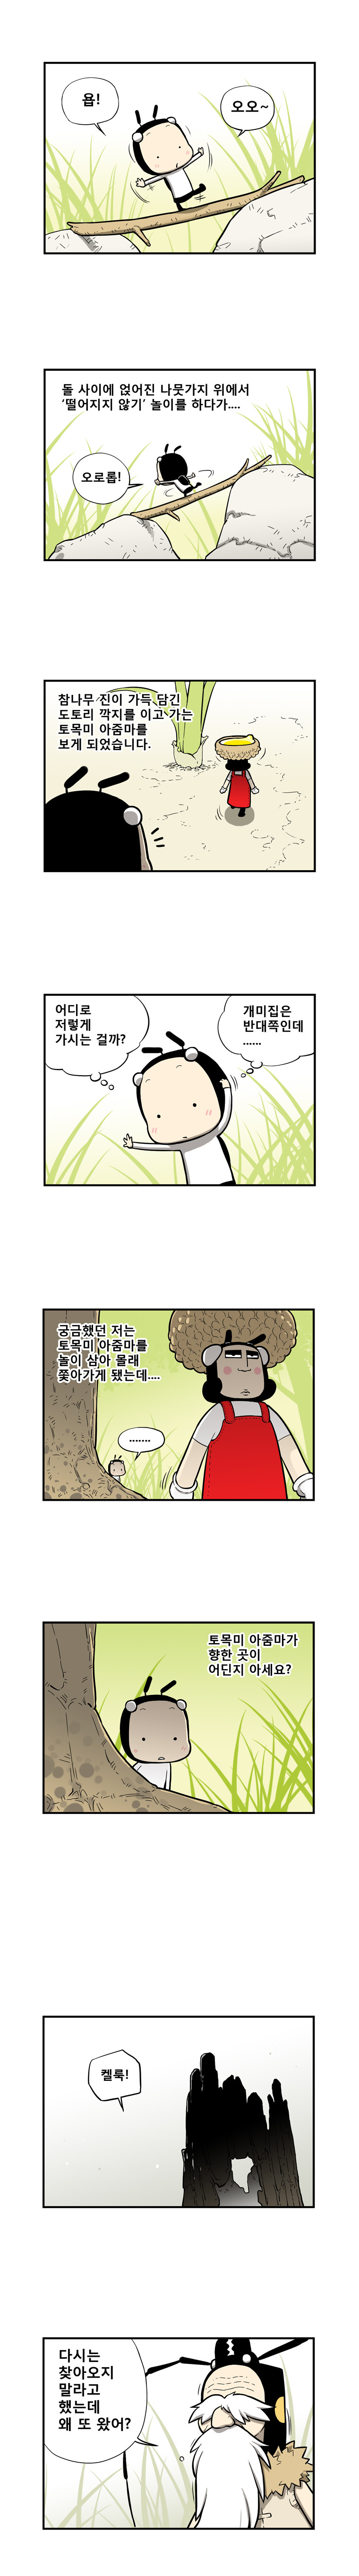 욥!
오오~
돌 사이에 얹어진 나뭇가지 위에서
‘떨어지지 않기’ 놀이를 하다가....
오로롭!
참나무 진이 가득 담긴
도토리 깍지를 이고 가는
토목미 아줌마를
보게 되었습니다.
어디로
저렇게
가시는 걸까?
개미집은
반대쪽인데
......
궁금했던 저는
토목미 아줌마를
놀이 삼아 몰래
쫓아가게 됐는데....
.......
토목미 아줌마가
향한 곳이
어딘지 아세요?
켈룩!
다시는
찾아오지
말라고
했는데
왜 또 왔어?